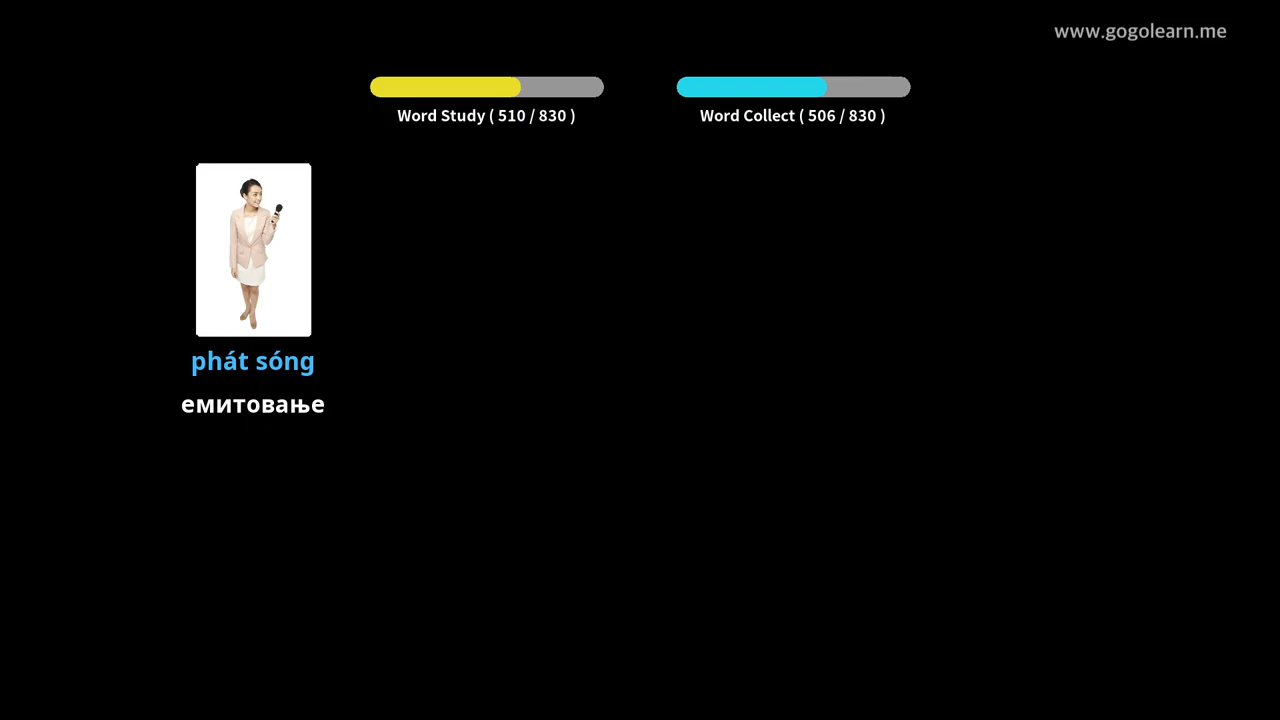 www.gogolearn.me
Word Study ( 510 / 830 )
Word Collect ( 506 / 830 )
phát sóng
емитовање